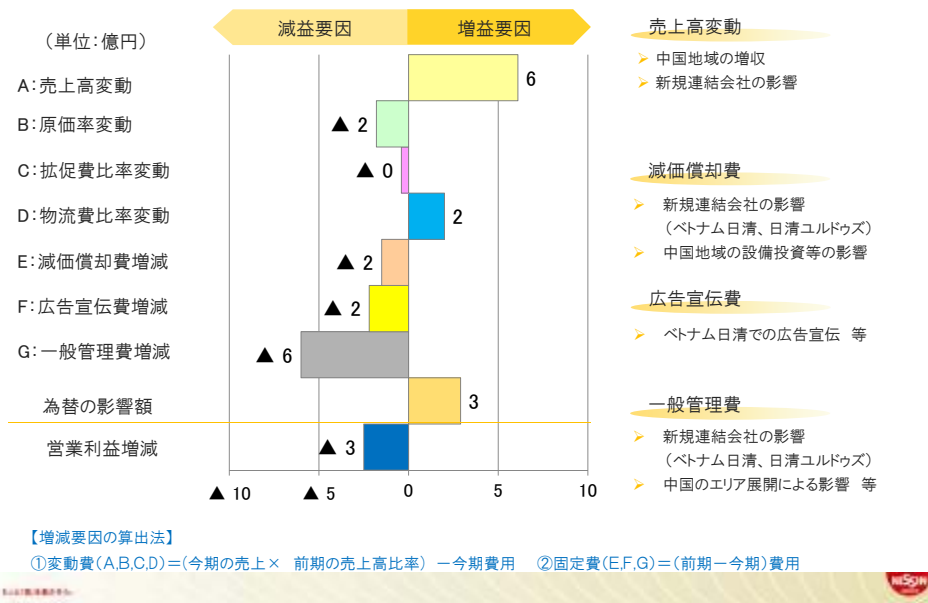 減益要因 増益要因
（単位：億円）
A：売上高変動 6
B：原価率変動 ▲ 2
C：拡促費比率変動 ▲ 0
D：物流費比率変動 2
E：減価償却費増減 ▲ 2
F：広告宣伝費増減 ▲ 2
G：一般管理費増減 ▲ 6
為替の影響額 3
営業利益増減 ▲ 3
▲ 10 ▲ 5 0 5 10
売上高変動
➢ 中国地域の増収
➢ 新規連結会社の影響
減価償却費
➢ 新規連結会社の影響
（ベトナム日清、日清ユルドゥズ）
➢ 中国地域の設備投資等の影響
広告宣伝費
➢ ベトナム日清での広告宣伝 等
一般管理費
➢ 新規連結会社の影響
（ベトナム日清、日清ユルドゥズ）
➢ 中国のエリア展開による影響 等
【増減要因の算出法】
①変動費（A,B,C,D）＝（今期の売上× 前期の売上高比率） －今期費用 ②固定費（E,F,G）＝（前期－今期）費用
NISSIN